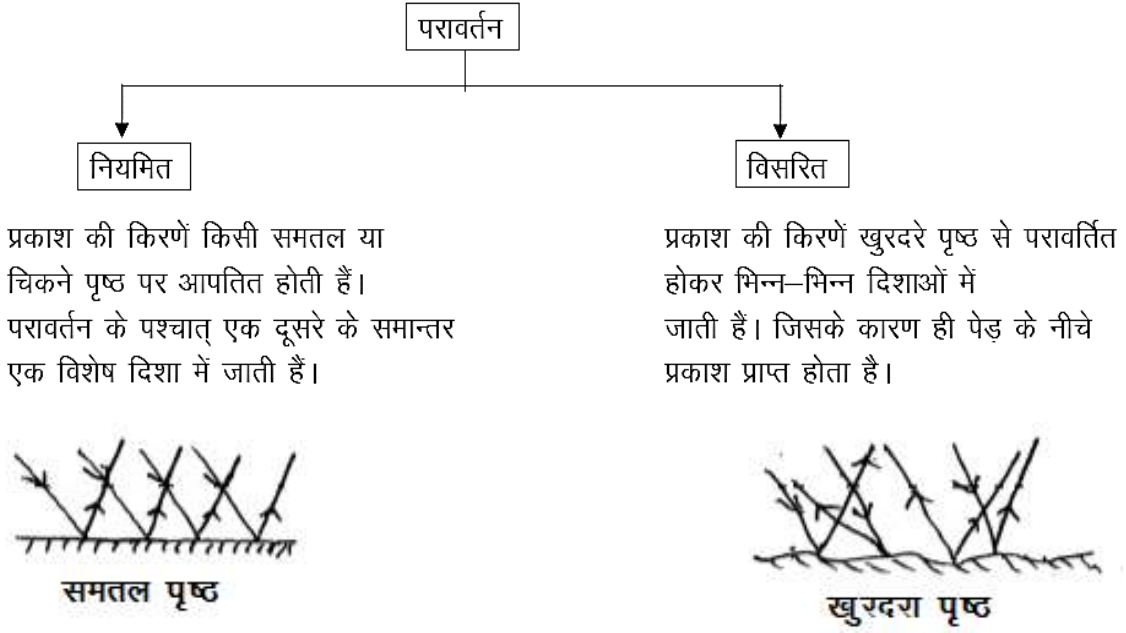 परावर्तन
नियमित
प्रकाश की किरणें किसी समतल या
चिकने पृष्ठ पर आपतित होती हैं।
परावर्तन के पश्चात् एक दूसरे के समान्तर
एक विशेष दिशा में जाती हैं।
समतल पृष्ठ
विसरित
प्रकाश की किरणें खुरदरे पृष्ठ से परावर्तित
होकर भिन्न–भिन्न दिशाओं में
जाती हैं। जिसके कारण ही पेड़ के नीचे
प्रकाश प्राप्त होता है।
खुरदरा पृष्ठ